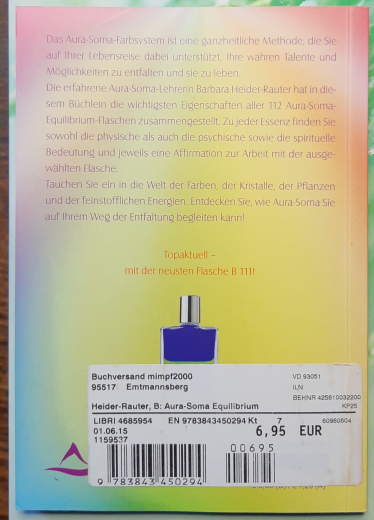 Das Aura-Soma-Farbsystem ist eine ganzheitliche Methode, die Sie
auf Ihrer Lebensreise dabei unterstützt, Ihre wahren Talente und
Möglichkeiten zu entfalten und sie zu leben.
Die erfahrene Aura-Soma-Lehrerin Barbara Heider-Rauter hat in die-
sem Büchlein die wichtigsten Eigenschaften aller 112 Aura-Soma-
Equilibrium-Flaschen zusammengestellt. Zu jeder Essenz finden Sie
sowohl die physische als auch die psychische sowie die spirituelle
Bedeutung und jeweils eine Affirmation zur Arbeit mit der ausge-
wählten Flasche.
Tauchen Sie ein in die Welt der Farben, der Kristalle, der Pflanzen
und der feinstofflichen Energien. Entdecken Sie, wie Aura-Soma Sie
auf Ihrem Weg der Entfaltung begleiten kann!
Topaktuell –
mit der neusten Flasche B 111!
Buchversand mimpf2000
95517 Emtmannsberg
VD 93051
ILN
BEHNR 425610032200
Heider-Rauter, B: Aura-Soma Equilibrium KP25
LIBRI 4685954 EN 9783843450294 Kt 7 60960604
01.06.15 6,95 EUR
1159537
00695
9 783843 450294